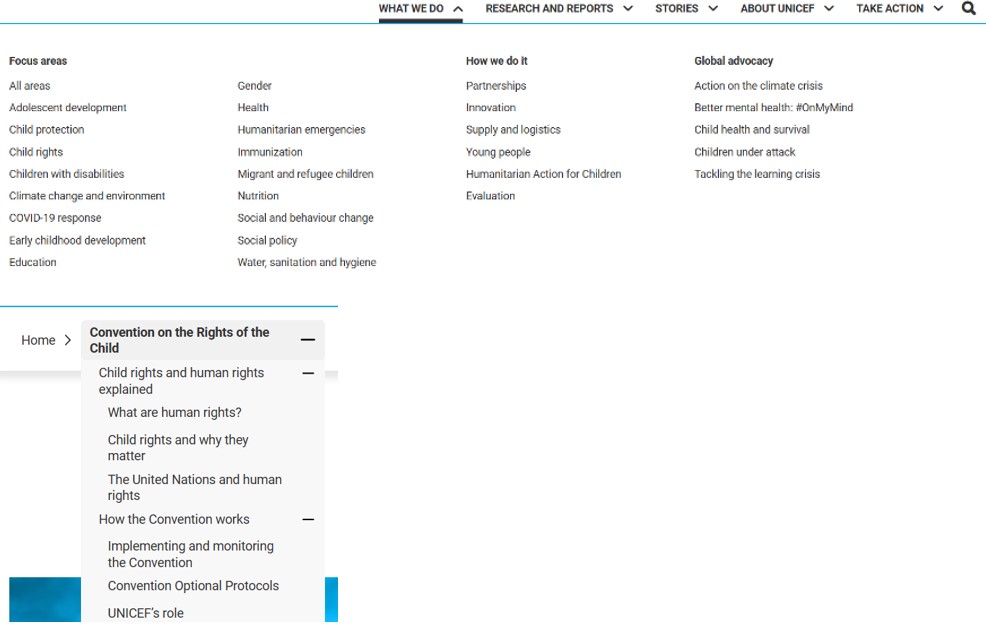 WHAT WE DO RESEARCH AND REPORTS STORIES ABOUT UNICEF TAKE ACTION
Focus areas
All areas
Adolescent development
Child protection
Child rights
Children with disabilities
Climate change and environment
COVID-19 response
Early childhood development
Education
Gender
Health
Humanitarian emergencies
Immunization
Migrant and refugee children
Nutrition
Social and behaviour change
Social policy
Water, sanitation and hygiene
How we do it
Partnerships
Innovation
Supply and logistics
Young people
Humanitarian Action for Children
Evaluation
Global advocacy
Action on the climate crisis
Better mental health: #OnMyMind
Child health and survival
Children under attack
Tackling the learning crisis
Home
Convention on the Rights of the
Child
Child rights and human rights
explained
What are human rights?
Child rights and why they
matter
The United Nations and human
rights
How the Convention works
Implementing and monitoring
the Convention
Convention Optional Protocols
UNICEF's role